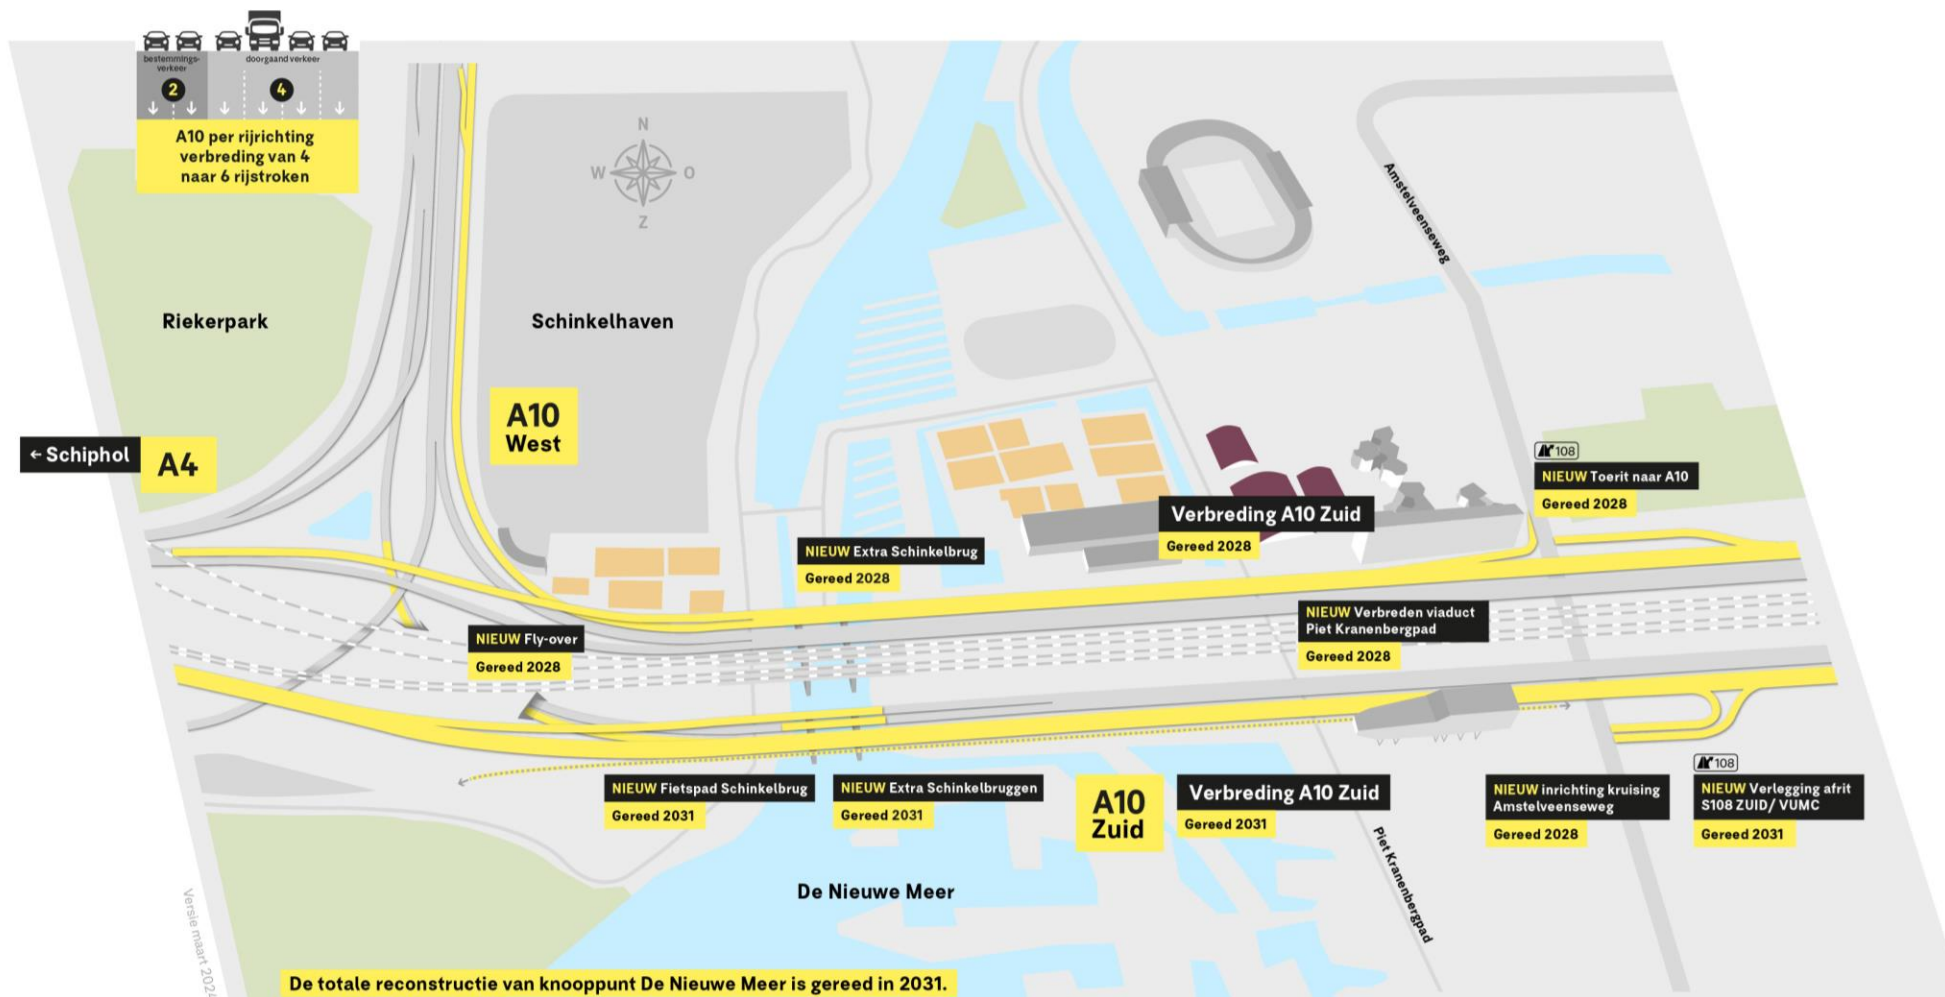 bestemmings-
verkeer
doorgaand verkeer
2
4
A10 per rijrichting
verbreding van 4
naar 6 rijstroken
N
W
O
Z
Amstelveenseweg
Riekerpark
Schinkelhaven
A10
West
← Schiphol
A4
108
NIEUW Toerit naar A10
Gereed 2028
Verbreding A10 Zuid
Gereed 2028
NIEUW Extra Schinkelbrug
Gereed 2028
NIEUW Verbreden viaduct
Piet Kranenbergpad
Gereed 2028
NIEUW Fly-over
Gereed 2028
NIEUW Fietspad Schinkelbrug
Gereed 2031
NIEUW Extra Schinkelbruggen
Gereed 2031
A10
Zuid
Verbreding A10 Zuid
Gereed 2031
Piet Kranenbergpad
NIEUW inrichting kruising
Amstelveenseweg
Gereed 2028
108
NIEUW Verlegging afrit
S108 ZUID/ VUMC
Gereed 2031
De Nieuwe Meer
Versie maart 2024
De totale reconstructie van knooppunt De Nieuwe Meer is gereed in 2031.